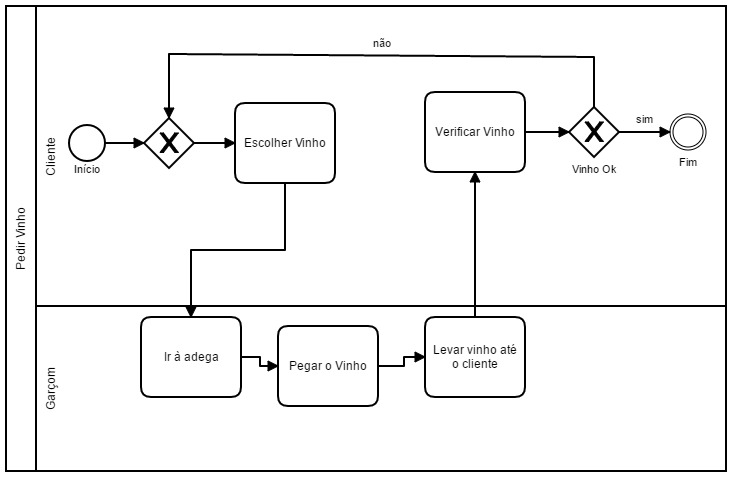 Pedir Vinho
Cliente
não
Início
Escolher Vinho
Verificar Vinho
Vinho Ok
sim
Fim
Garçom
Ir à adega
Pegar o Vinho
Levar vinho até
o cliente